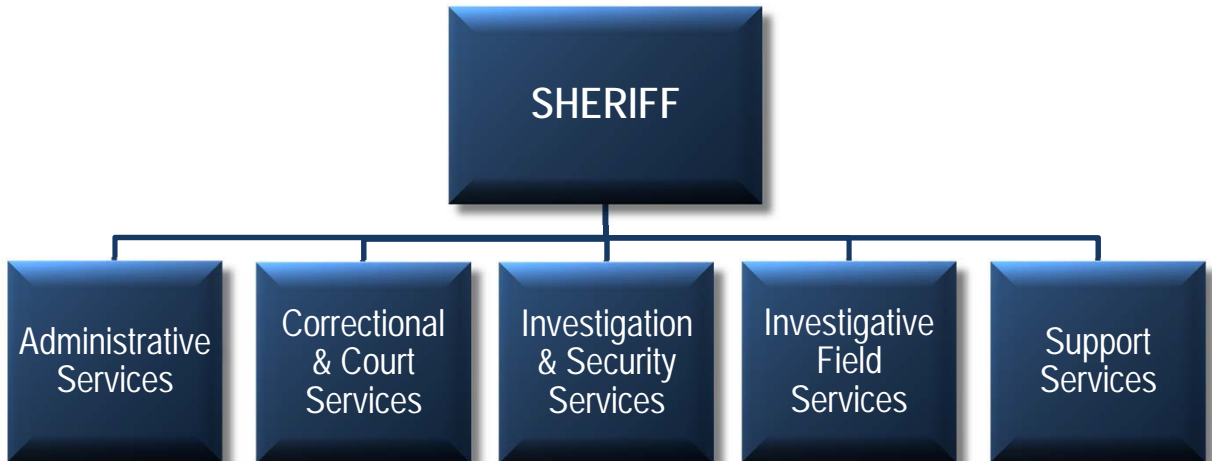 SHERIFF
Administrative
Services
Correctional
& Court
Services
Investigation
& Security
Services
Investigative
Field
Services
Support
Services